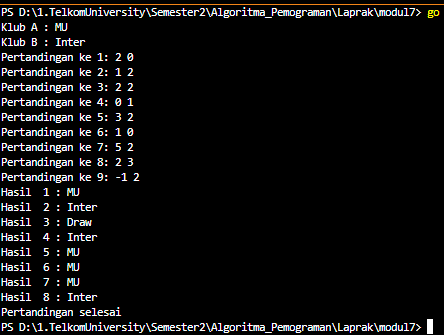 PS D:\1.TelkomUniversity\Semester2\Algoritma_Pemograman\Laprak\modul7> go
Klub A : MU
Klub B : Inter
Pertandingan ke 1: 2 0
Pertandingan ke 2: 1 2
Pertandingan ke 3: 2 2
Pertandingan ke 4: 0 1
Pertandingan ke 5: 3 2
Pertandingan ke 6: 1 0
Pertandingan ke 7: 5 2
Pertandingan ke 8: 2 3
Pertandingan ke 9: -1 2
Hasil  1 : MU
Hasil  2 : Inter
Hasil  3 : Draw
Hasil  4 : Inter
Hasil  5 : MU
Hasil  6 : MU
Hasil  7 : MU
Hasil  8 : Inter
Pertandingan selesai
PS D:\1.TelkomUniversity\Semester2\Algoritma_Pemograman\Laprak\modul7>